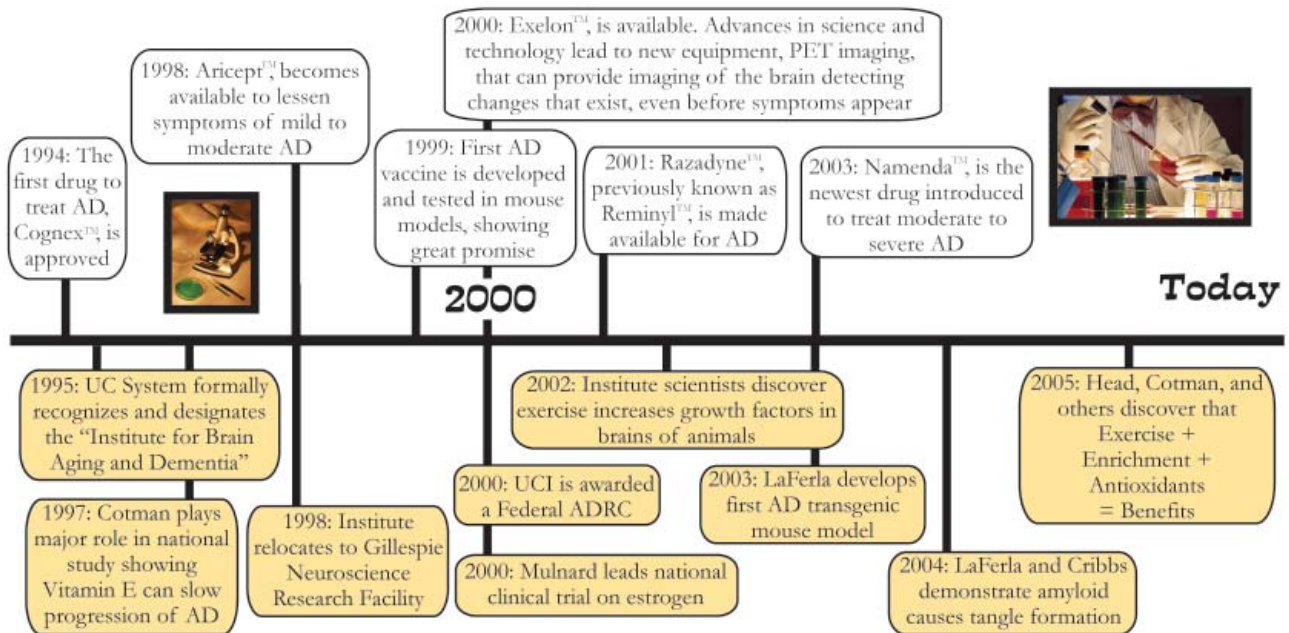 1994: The
first drug to
treat AD,
Cognex™, is
approved
1998: Aricept™, becomes
available to lessen
symptoms of mild to
moderate AD
1999: First AD
vaccine is developed
and tested in mouse
models, showing
great promise
2000: Exelon™, is available. Advances in science and
technology lead to new equipment, PET imaging,
that can provide imaging of the brain detecting
changes that exist, even before symptoms appear
2001: Razadyne™,
previously known as
Reminyl™, is made
available for AD
2003: Namenda™, is the
newest drug introduced
to treat moderate to
severe AD
2000
Today
1995: UC System formally
recognizes and designates
the “Institute for Brain
Aging and Dementia”
1997: Cotman plays
major role in national
study showing
Vitamin E can slow
progression of AD
1998: Institute
relocates to Gillespie
Neuroscience
Research Facility
2000: UCI is awarded
a Federal ADRC
2000: Mulnard leads national
clinical trial on estrogen
2002: Institute scientists discover
exercise increases growth factors in
brains of animals
2003: LaFerla develops
first AD transgenic
mouse model
2004: LaFerla and Cribbs
demonstrate amyloid
causes tangle formation
2005: Head, Cotman, and
others discover that
Exercise +
Enrichment +
Antioxidants
= Benefits